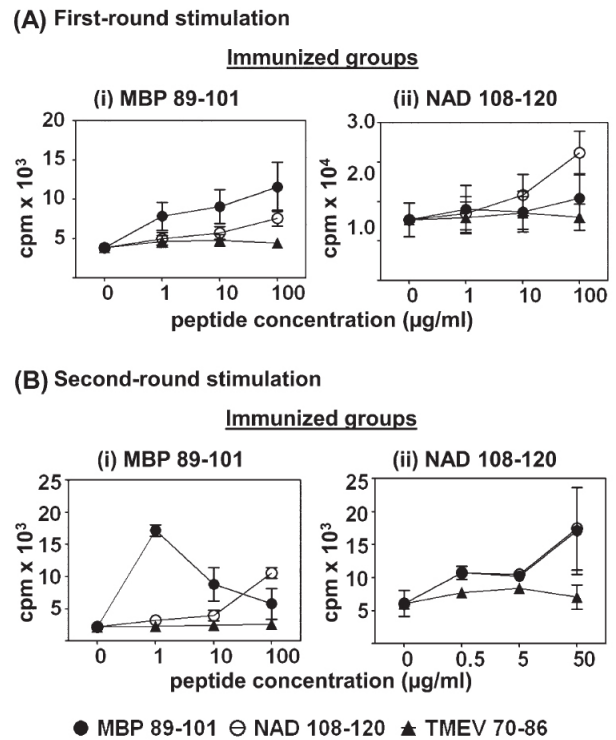 (A) First-round stimulation
Immunized groups
(i) MBP 89-101
(ii) NAD 108-120
20
15
10
5
0 1 10 100
cpm x 10³
3.0
2.0
1.0
0 1 10 100
cpm x 10⁴
peptide concentration (µg/ml)
(B) Second-round stimulation
Immunized groups
(i) MBP 89-101
(ii) NAD 108-120
25
20
15
10
5
0 1 10 100
cpm x 10³
25
20
15
10
5
0 0.5 5 50
cpm x 10³
peptide concentration (µg/ml)
MBP 89-101 NAD 108-120 TMEV 70-86